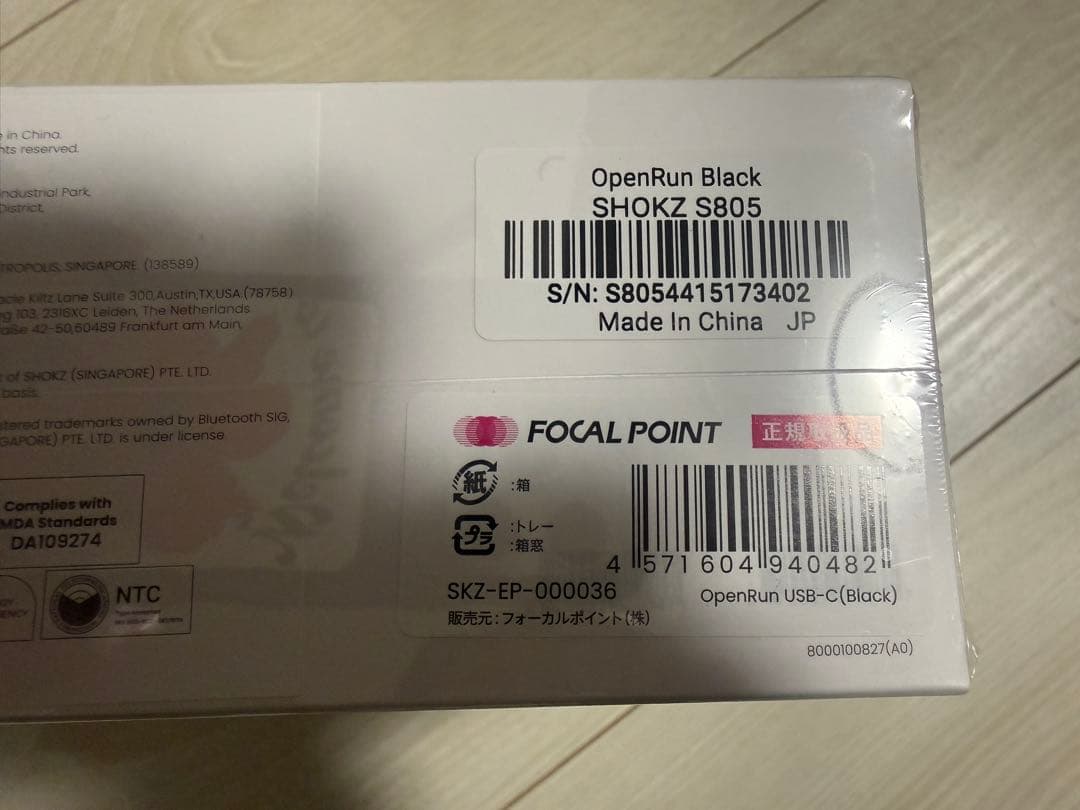 in China.
reserved.
Industrial Park,
District,
SINGAPORE (138589)
Kiltz Lane Suite 300,Austin,TX,USA.(78758)
103, 2316XC Leiden, The Netherlands
42-50,60489 Frankfurt am Main,
of SHOKZ (SINGAPORE) PTE. LTD.
basis.
trademarks owned by Bluetooth SIG,
PTE. LTD. is under license
Complies with
Standards
DA109274
NTC
OpenRun Black
SHOKZ S805
S/N: S8054415173402
Made In China JP
FOCAL POINT
正規取扱品
紙 :箱
プラ :トレー
:箱窓
4 571604 940482
SKZ-EP-000036
OpenRun USB-C(Black)
販売元:フォーカルポイント(株)
8000100827(A0)